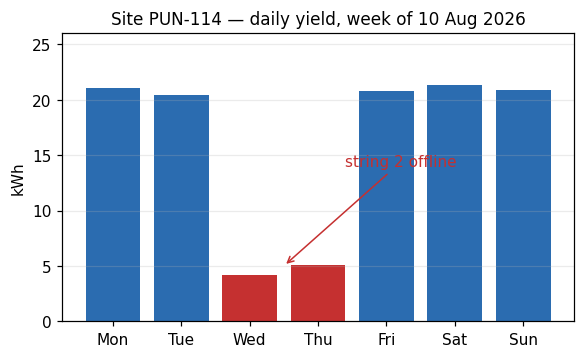 Site PUN-114 — daily yield, week of 10 Aug 2026
kWh
25
20
15
10
5
0
string 2 offline
Mon Tue Wed Thu Fri Sat Sun